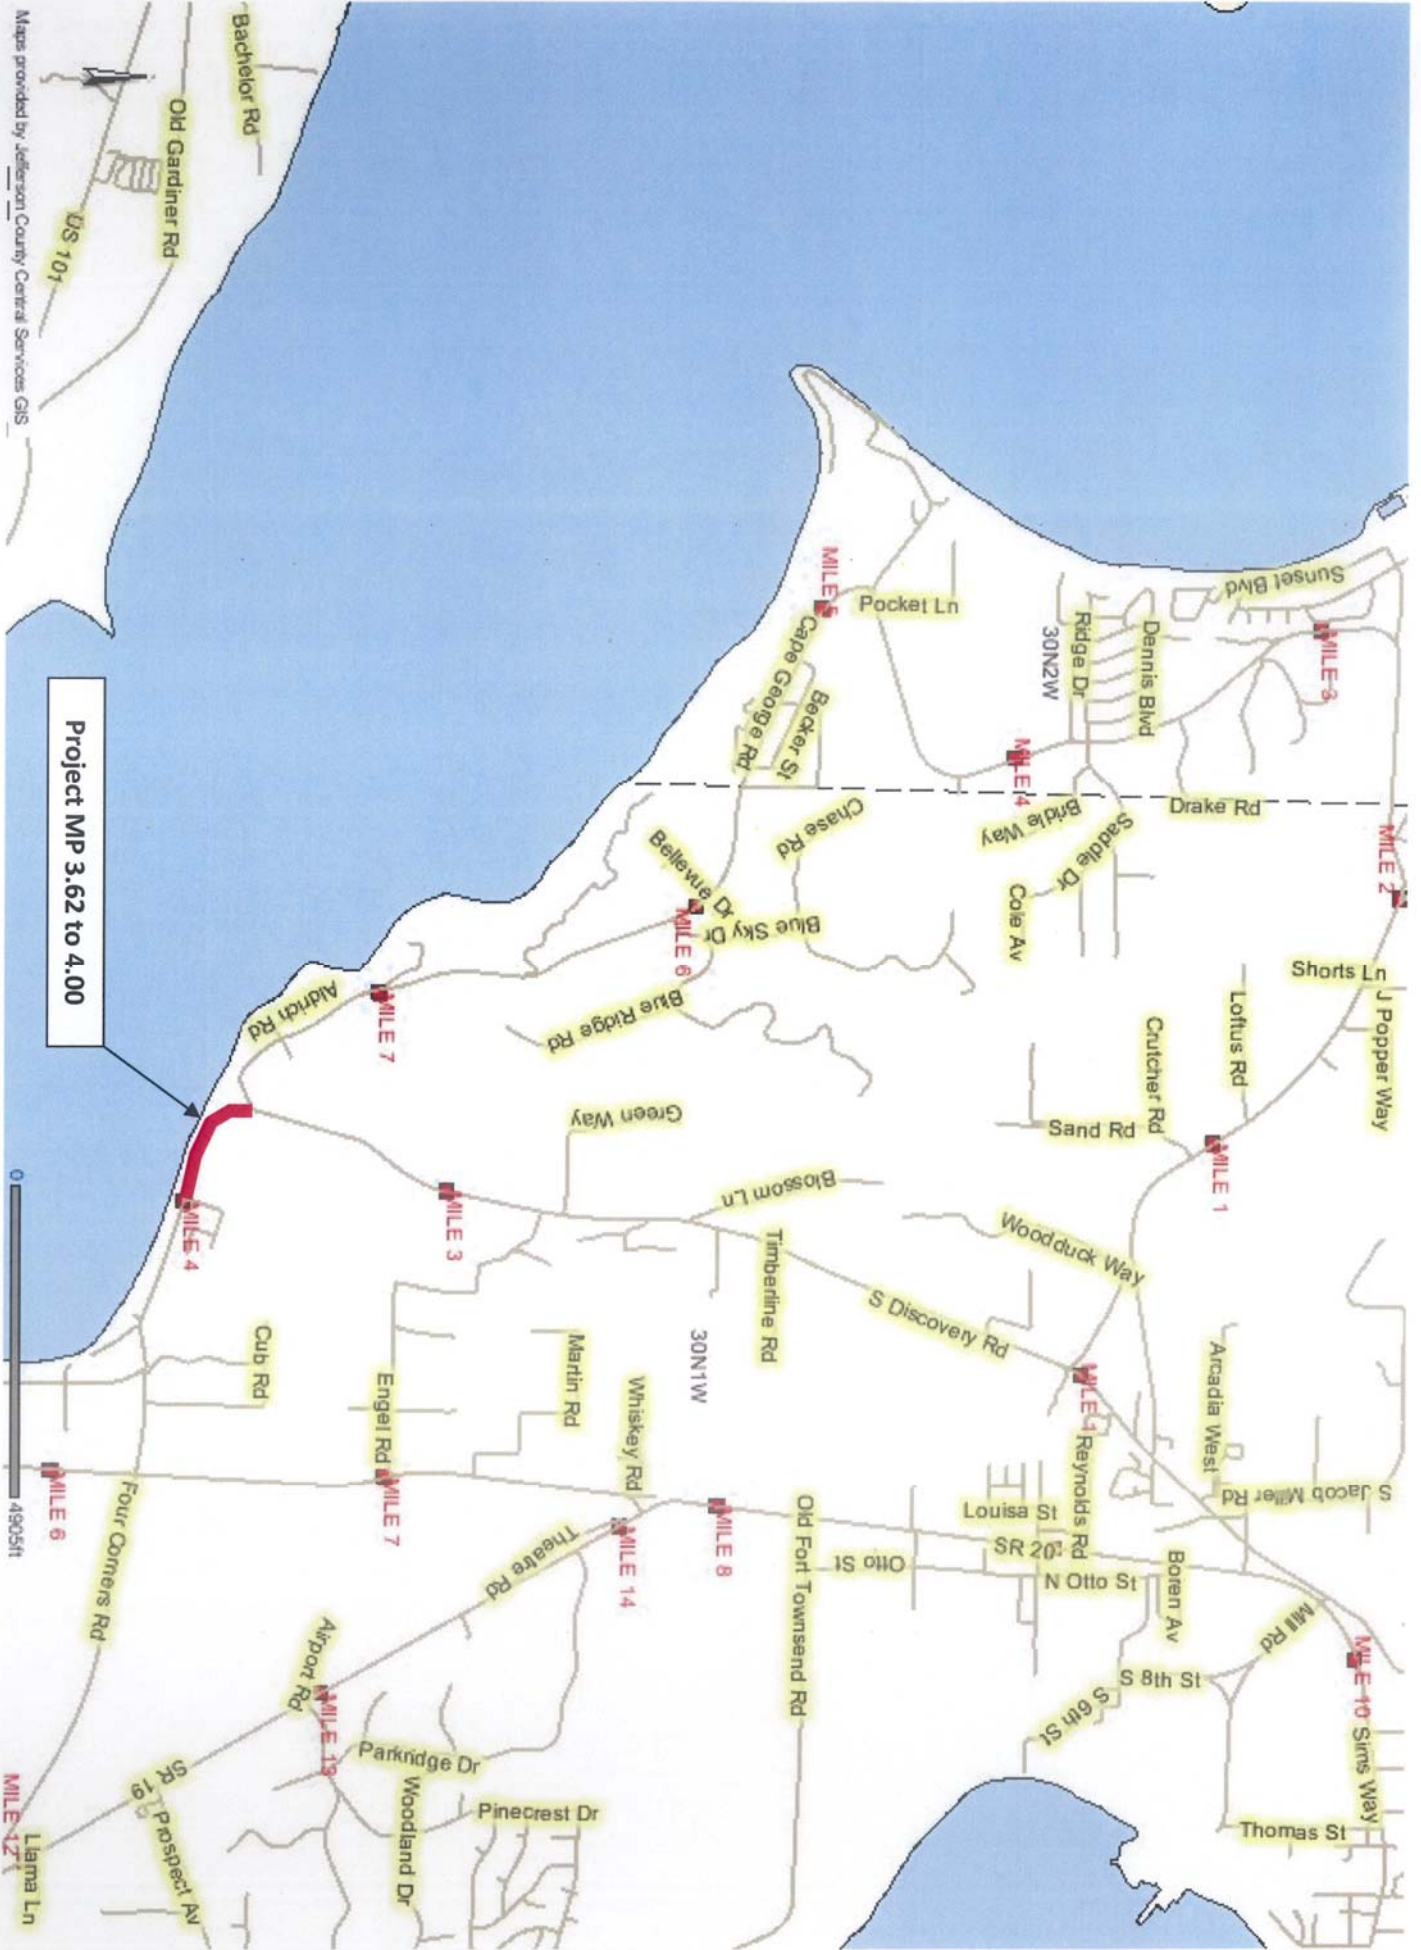 Bachelor Rd
Old Gardiner Rd
US 101
Maps provided by Jefferson County Central Services GIS
Sunset Blvd
MILE 3
Dennis Blvd
Ridge Dr
30N2W
Pocket Ln
MILE 5
Cape George Rd
Becker St
MILE 4
Drake Rd
Bridle Way
Saddle Dr
Cole Av
Chase Rd
Bellevue Dr
Blue Sky Dr
MILE 6
Blue Ridge Rd
MILE 2
Shorts Ln
J Popper Way
Loftus Rd
Crutcher Rd
Sand Rd
MILE 1
Aldrich Rd
MILE 7
Project MP 3.62 to 4.00
Green Way
Blossom Ln
MILE 3
MILE 4
Timberline Rd
Woodduck Way
S Discovery Rd
30N1W
MILE 1
Reynolds Rd
Arcadia West
S Jacob Miller Rd
Cub Rd
Engel Rd
Martin Rd
Whiskey Rd
MILE 6
MILE 7
MILE 8
MILE 14
Four Corners Rd
Theatre Rd
Old Fort Townsend Rd
Otto St
Louisa St
SR 20
N Otto St
Boren Av
Mill Rd
MILE 10
Sims Way
S 8th St
S 6th St
Thomas St
Airport Rd
MILE 13
Parkridge Dr
Woodland Dr
Pinecrest Dr
SR 19
Prospect Av
MILE 12
Llama Ln
0
4905ft